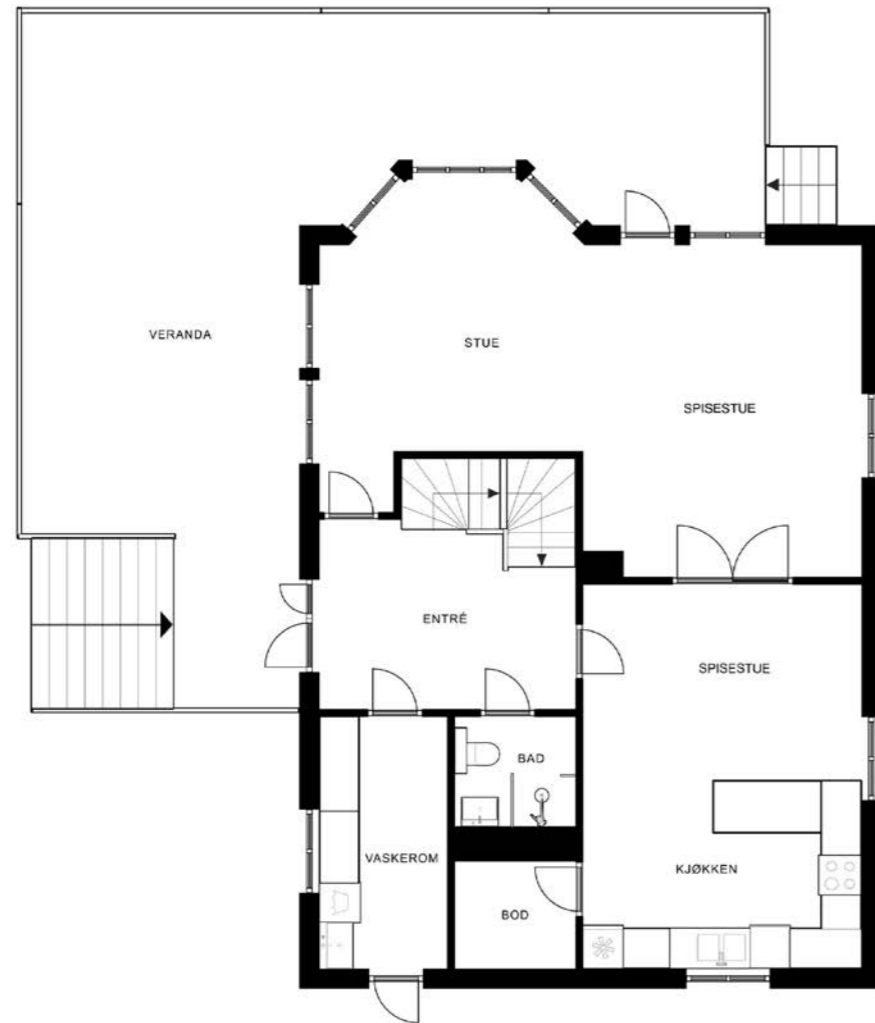 VERANDA
STUE
SPISESTUE
ENTRÉ
SPISESTUE
BAD
VASKEROM
KJØKKEN
BOD